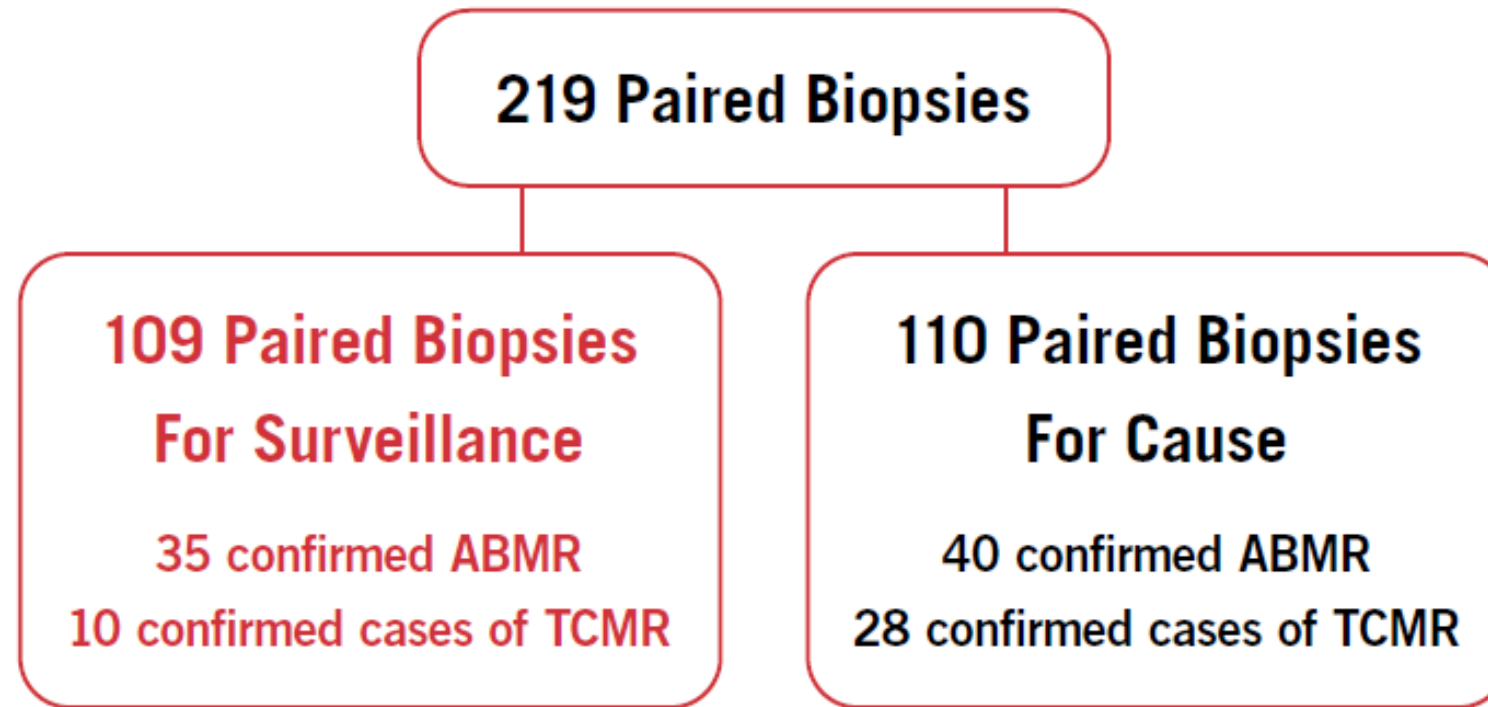 219 Paired Biopsies
109 Paired Biopsies
For Surveillance
35 confirmed ABMR
10 confirmed cases of TCMR
110 Paired Biopsies
For Cause
40 confirmed ABMR
28 confirmed cases of TCMR